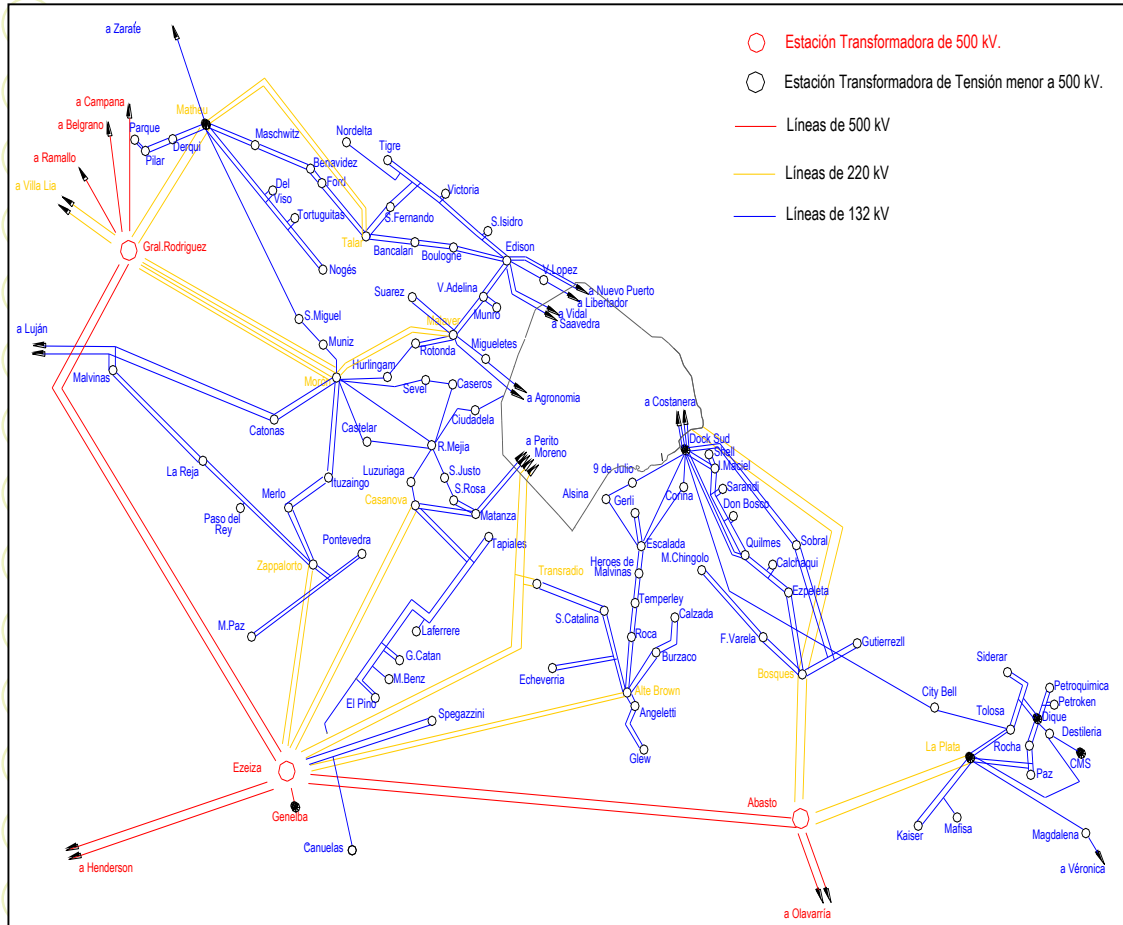 a Zarate
Estación Transformadora de 500 kV.
Estación Transformadora de Tensión menor a 500 kV.
Líneas de 500 kV
Líneas de 220 kV
Líneas de 132 kV
a Campana
Matheu
a Belgrano
Parque
Pilar
Derqui
Maschwitz
Nordelta
Tigre
a Ramallo
a Villa Lia
Benavidez
Ford
Del
Viso
Tortuguitas
Victoria
S.Fernando
S.Isidro
Gral.Rodriguez
Talar
Bancalari
Boulogne
Edison
Nogés
V.Lopez
a Nuevo Puerto
a Libertador
a Vidal
a Saavedra
Suarez
V.Adelina
Munro
S.Miguel
Muniz
a Luján
Malvinas
Rotonda
Migueletes
Hurlingam
Sevel
Caseros
a Agronomia
Catonas
Castelar
Ciudadela
R.Mejia
a Perito
Moreno
a Costanera
Dock Sud
Shell
I.Maciel
9 de Julio
Alsina
Gerli
Corina
Sarandi
Don Bosco
La Reja
Merlo
Ituzaingo
Luzuriaga
S.Justo
S.Rosa
Casanova
Matanza
Paso del
Rey
Pontevedra
Tapiales
Escalada
Quilmes
Sobral
Zappalorto
Transradio
Heroes de
Malvinas
M.Chingolo
Calchaqui
Ezpeleta
M.Paz
Laferrere
S.Catalina
Temperley
Calzada
Roca
F.Varela
GutierrezII
G.Catan
M.Benz
El Pino
Echeverria
Burzaco
Bosques
Siderar
Petroquimica
Petroken
Alte Brown
Angeletti
City Bell
Tolosa
Dique
Destileria
Spegazzini
Glew
La Plata
Rocha
CMS
Paz
Ezeiza
Genelba
Abasto
Canuelas
Kaiser
Mafisa
Magdalena
a Henderson
a Véronica
a Olavarría